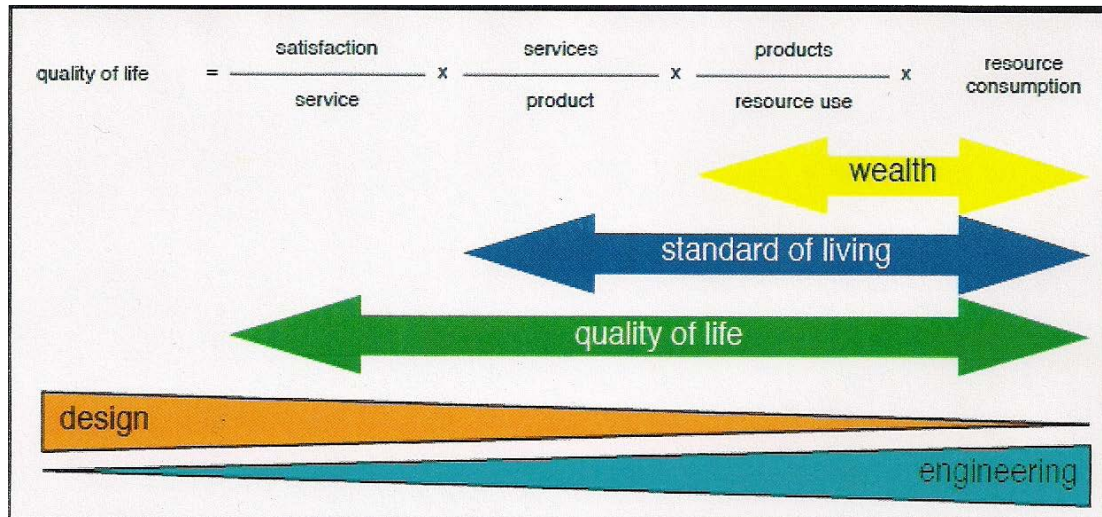 satisfaction services products resource
quality of life = x x x consumption
service product resource use
wealth
standard of living
quality of life
design
engineering